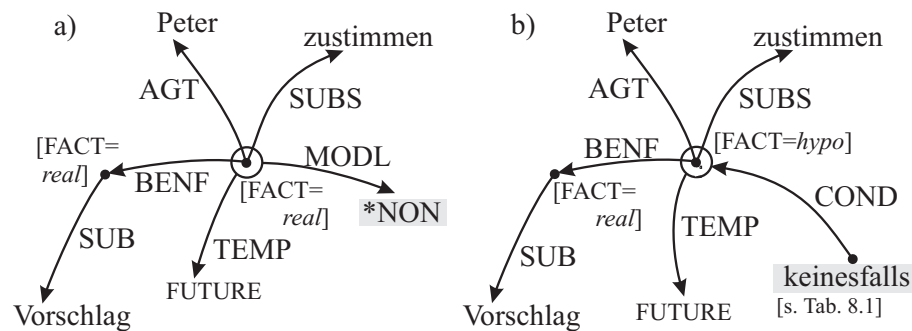 a)
Peter
zustimmen
AGT
SUBS
[FACT=
real]
BENF
MODL
[FACT=
real]
*NON
SUB
TEMP
Vorschlag
FUTURE
b)
Peter
zustimmen
AGT
SUBS
[FACT=hypo]
BENF
[FACT=
real]
COND
SUB
TEMP
keinesfalls
[s. Tab. 8.1]
Vorschlag
FUTURE